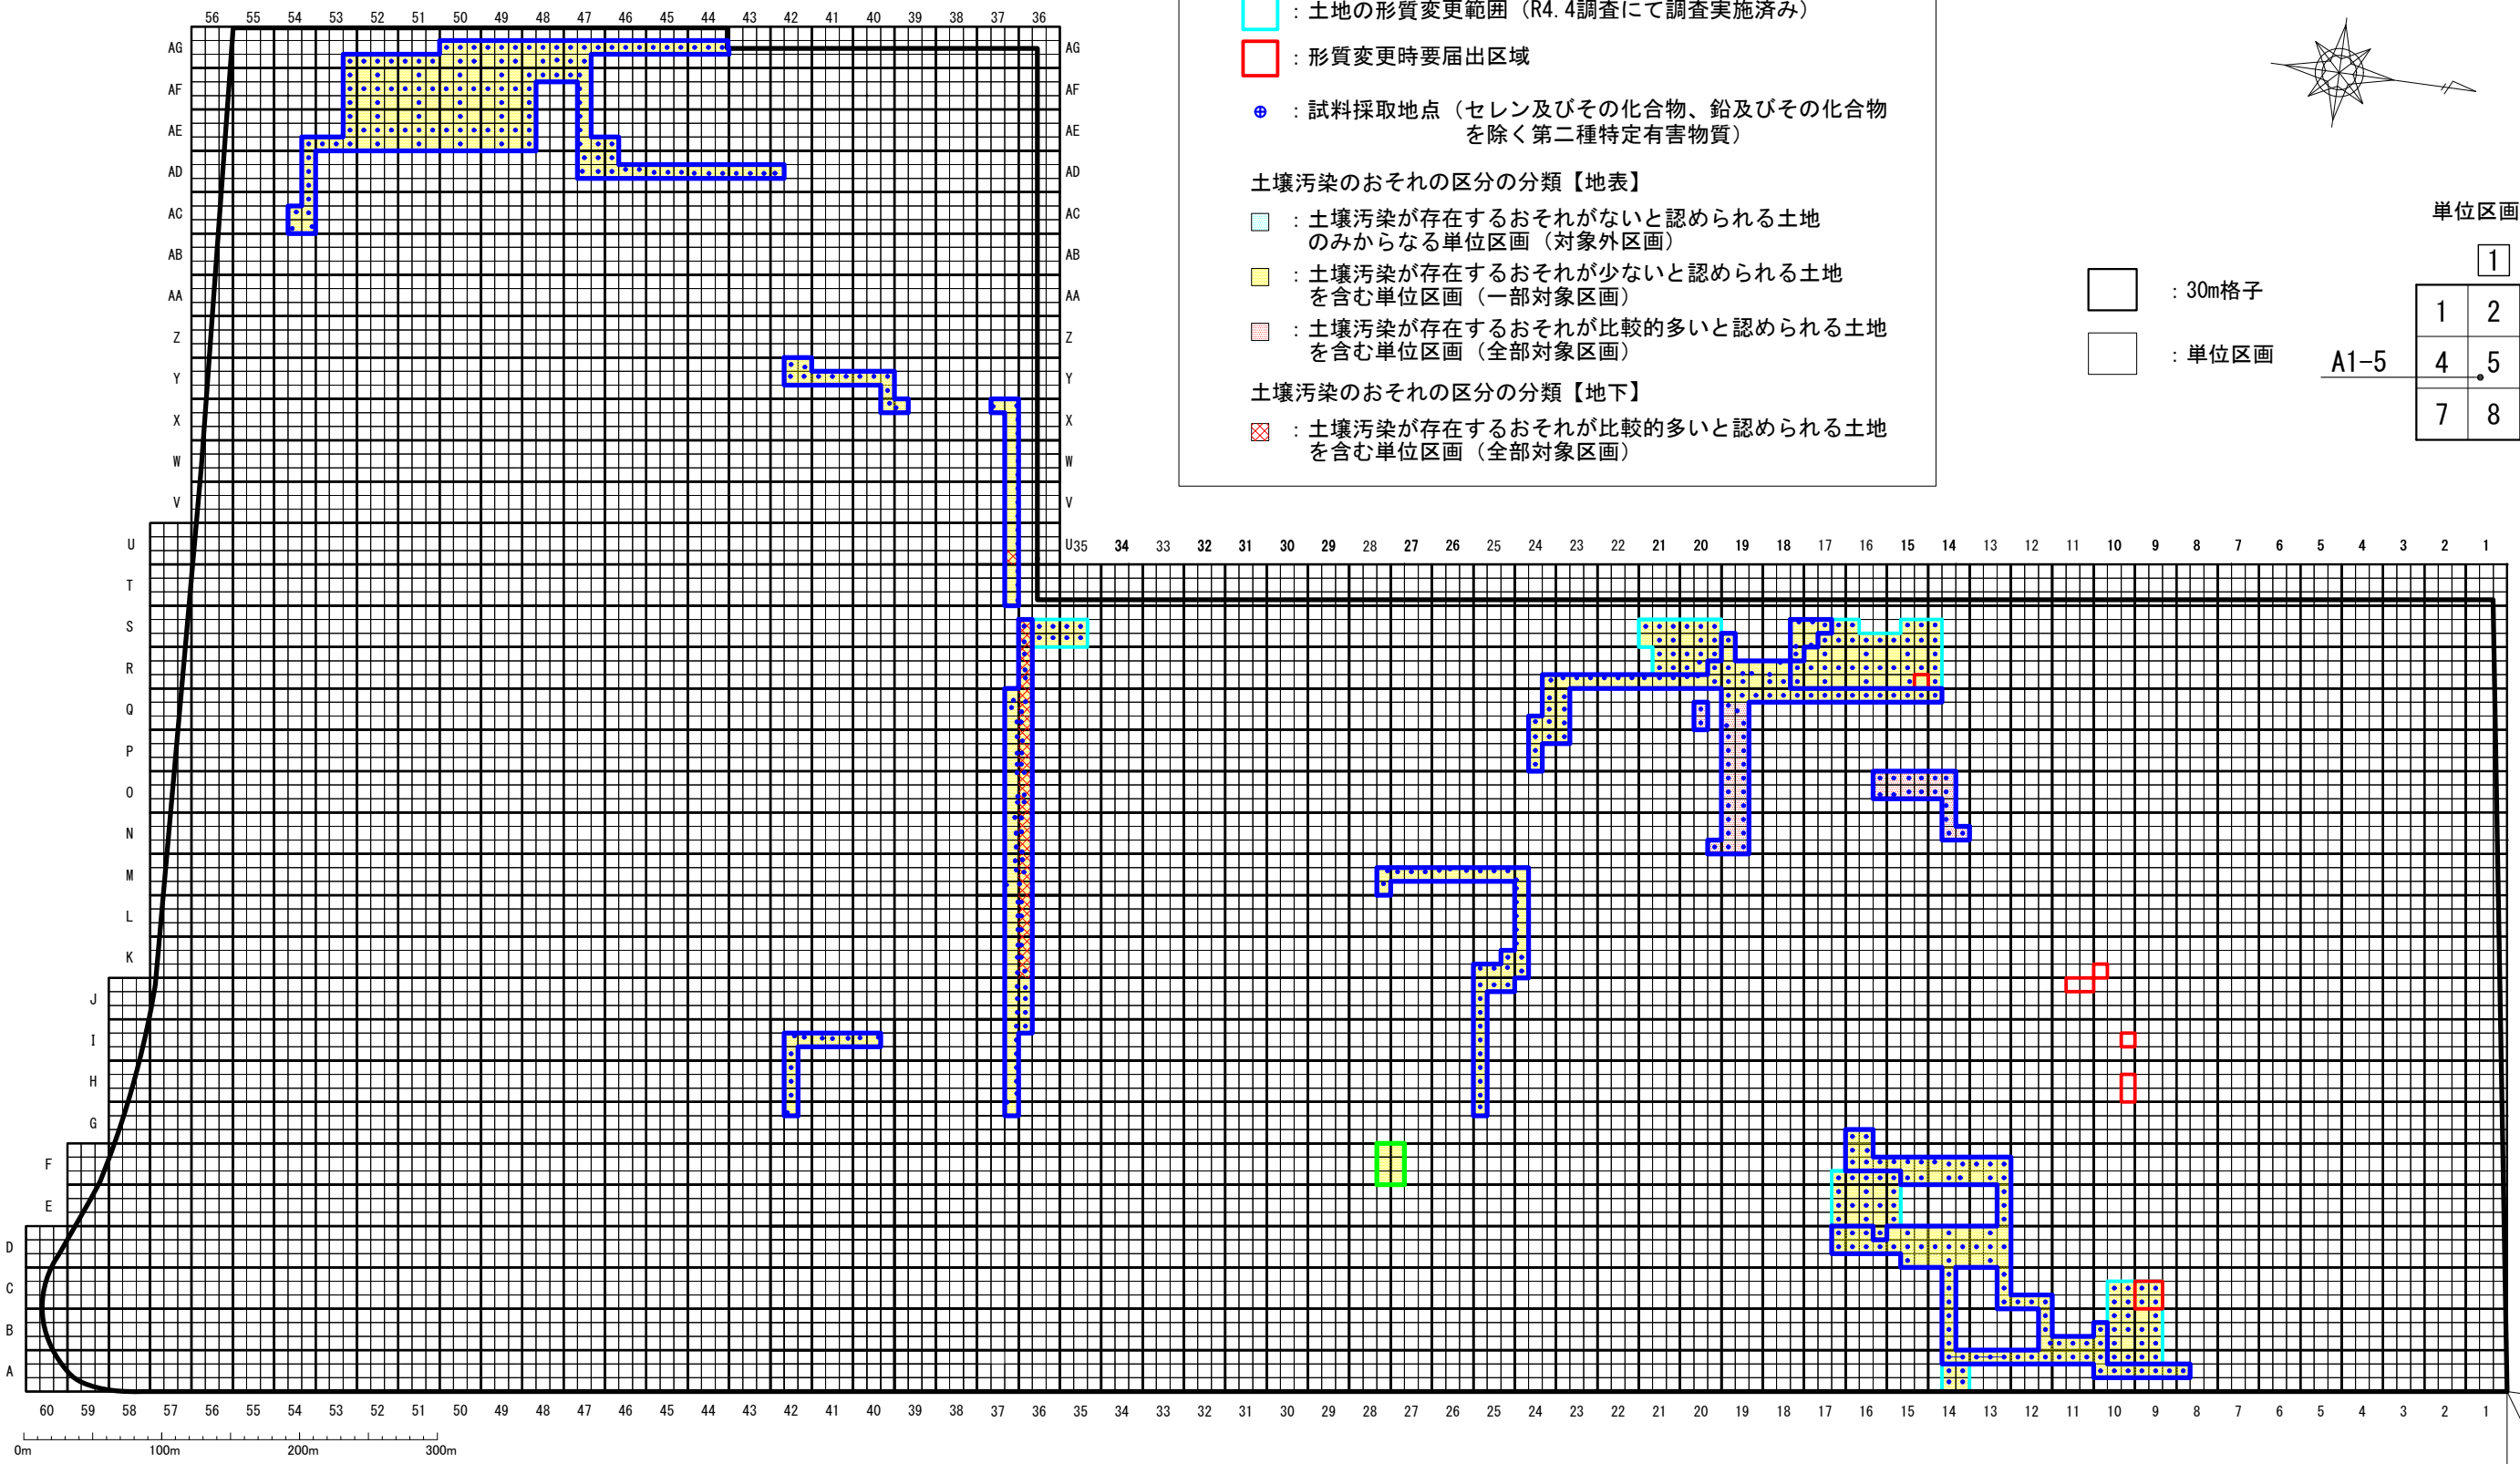 56 55 54 53 52 51 50 49 48 47 46 45 44 43 42 41 40 39 38 37 36
：土地の形質変更範囲（R4.4調査にて調査実施済み）
：形質変更時要届出区域
：試料採取地点（セレン及びその化合物、鉛及びその化合物
を除く第二種特定有害物質）
土壌汚染のおそれの区分の分類【地表】
：土壌汚染が存在するおそれがないと認められる土地
のみからなる単位区画（対象外区画）
：土壌汚染が存在するおそれが少ないと認められる土地
を含む単位区画（一部対象区画）
：土壌汚染が存在するおそれが比較的多いと認められる土地
を含む単位区画（全部対象区画）
土壌汚染のおそれの区分の分類【地下】
：土壌汚染が存在するおそれが比較的多いと認められる土地
を含む単位区画（全部対象区画）
：30m格子
：単位区画
単位区画
1
1 2
A1-5 4 5
7 8
AG AG
AF AF
AE AE
AD AD
AC AC
AB AB
AA AA
Z Z
Y Y
X X
W W
V V
U U 35 34 33 32 31 30 29 28 27 26 25 24 23 22 21 20 19 18 17 16 15 14 13 12 11 10 9 8 7 6 5 4 3 2 1
T
S
R
Q
P
O
N
M
L
K
J
I
H
G
F
E
D
C
B
A
60 59 58 57 56 55 54 53 52 51 50 49 48 47 46 45 44 43 42 41 40 39 38 37 36 35 34 33 32 31 30 29 28 27 26 25 24 23 22 21 20 19 18 17 16 15 14 13 12 11 10 9 8 7 6 5 4 3 2 1
0m 100m 200m 300m